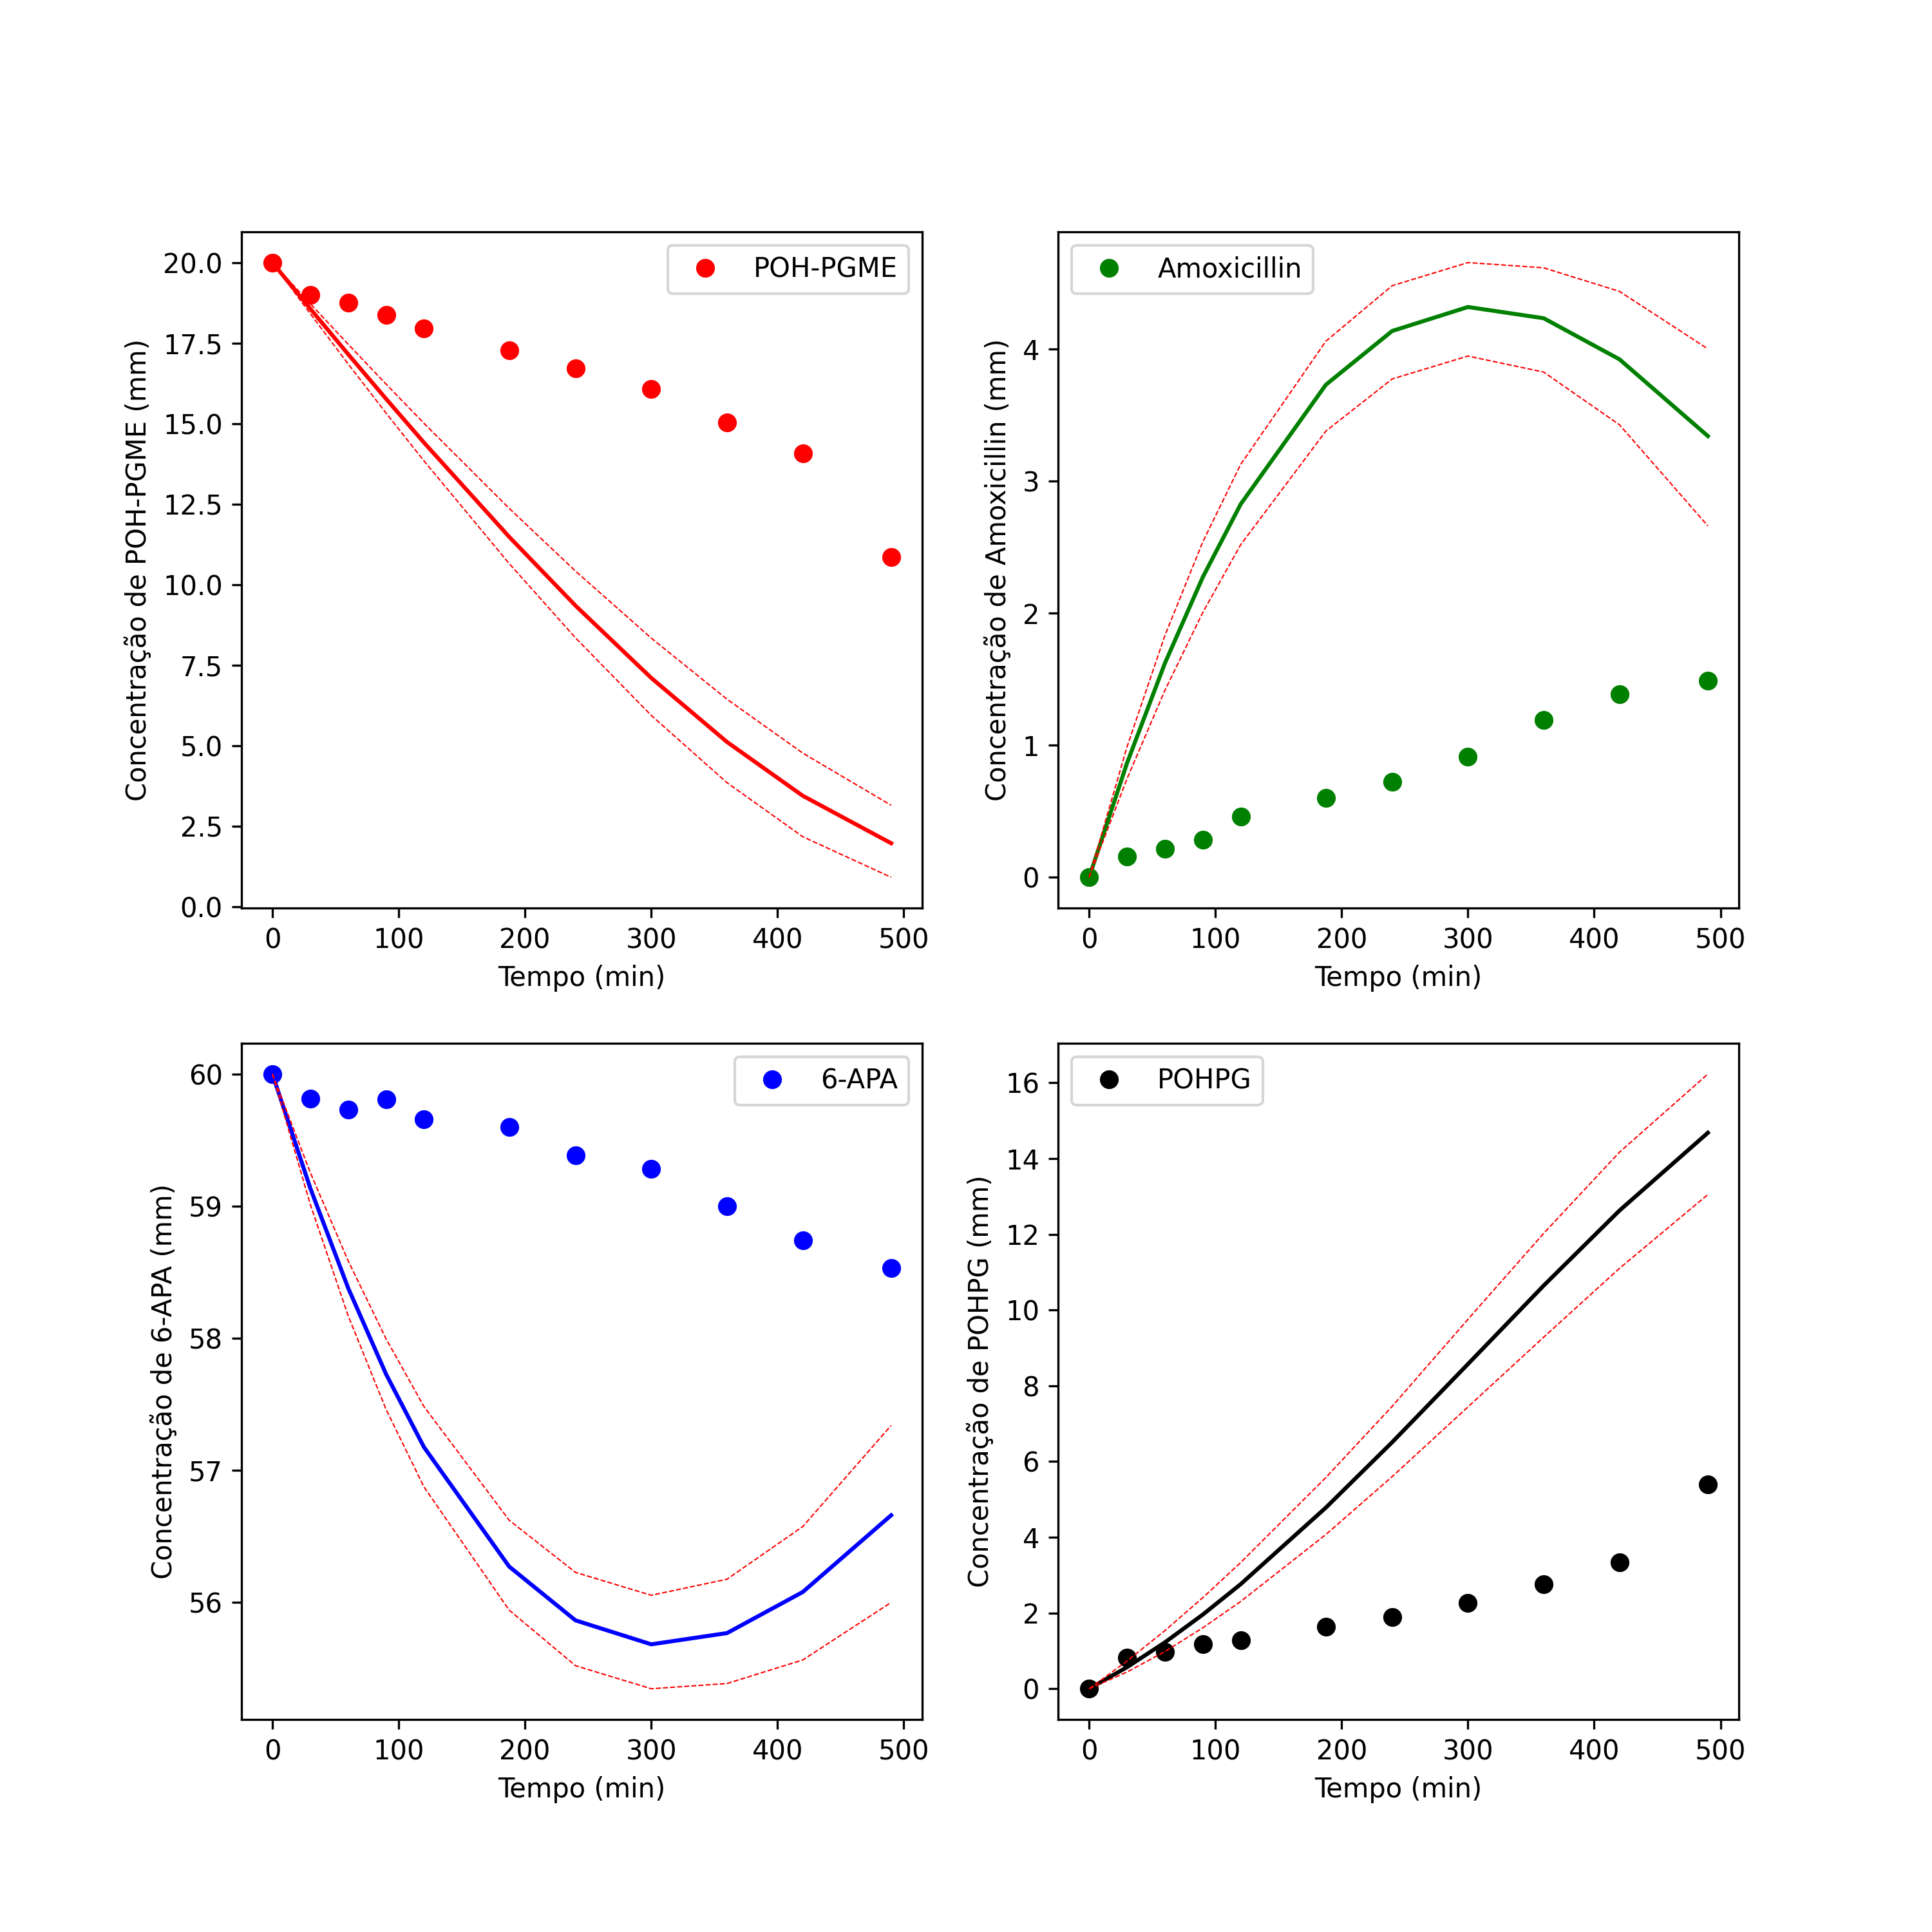 POH-PGME
Concentração de POH-PGME (mm)
20.0
17.5
15.0
12.5
10.0
7.5
5.0
2.5
0.0
0 100 200 300 400 500
Tempo (min)
Amoxicillin
Concentração de Amoxicillin (mm)
4
3
2
1
0
0 100 200 300 400 500
Tempo (min)
6-APA
Concentração de 6-APA (mm)
60
59
58
57
56
0 100 200 300 400 500
Tempo (min)
POHPG
Concentração de POHPG (mm)
16
14
12
10
8
6
4
2
0
0 100 200 300 400 500
Tempo (min)